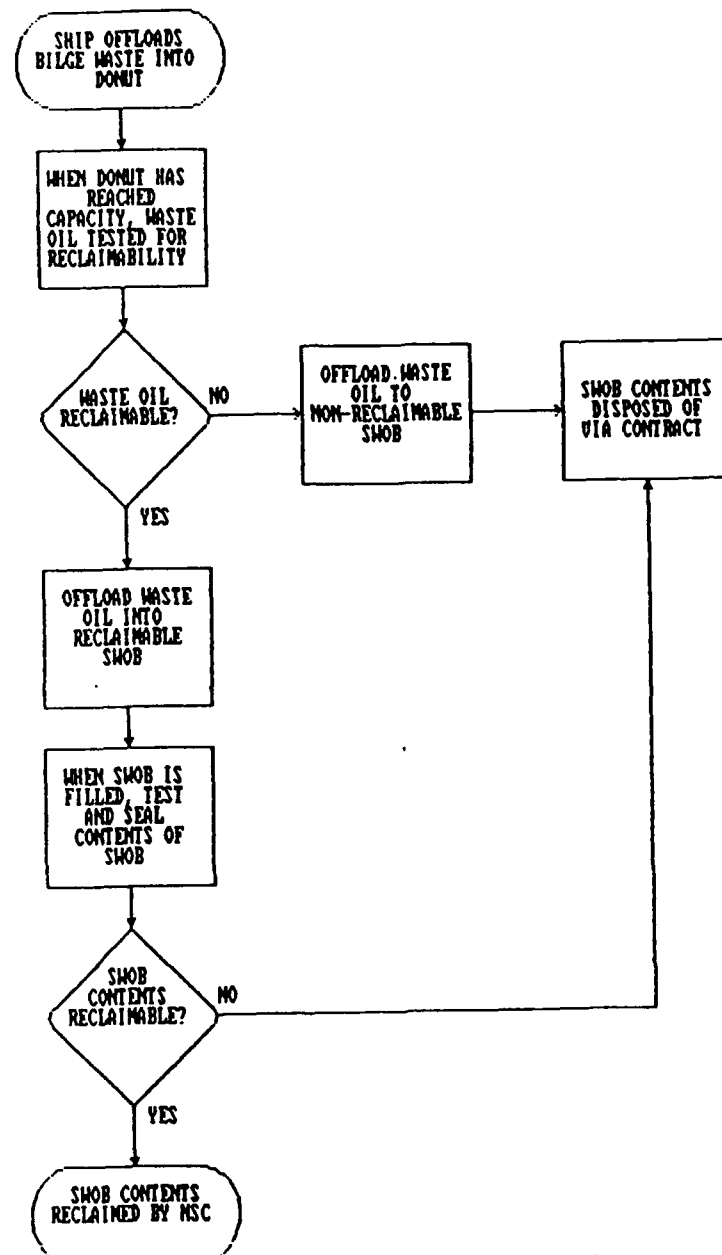 SHIP OFFLOADS
BILGE WASTE INTO
DONUT
WHEN DONUT HAS
REACHED
CAPACITY, WASTE
OIL TESTED FOR
RECLAIMABILITY
WASTE OIL
RECLAIMABLE?
NO
OFFLOAD WASTE
OIL TO
NON-RECLAIMABLE
SWOB
SWOB CONTENTS
DISPOSED OF
VIA CONTRACT
YES
OFFLOAD WASTE
OIL INTO
RECLAIMABLE
SWOB
WHEN SWOB IS
FILLED, TEST
AND SEAL
CONTENTS OF
SWOB
SWOB
CONTENTS
RECLAIMABLE?
NO
YES
SWOB CONTENTS
RECLAIMED BY NSC